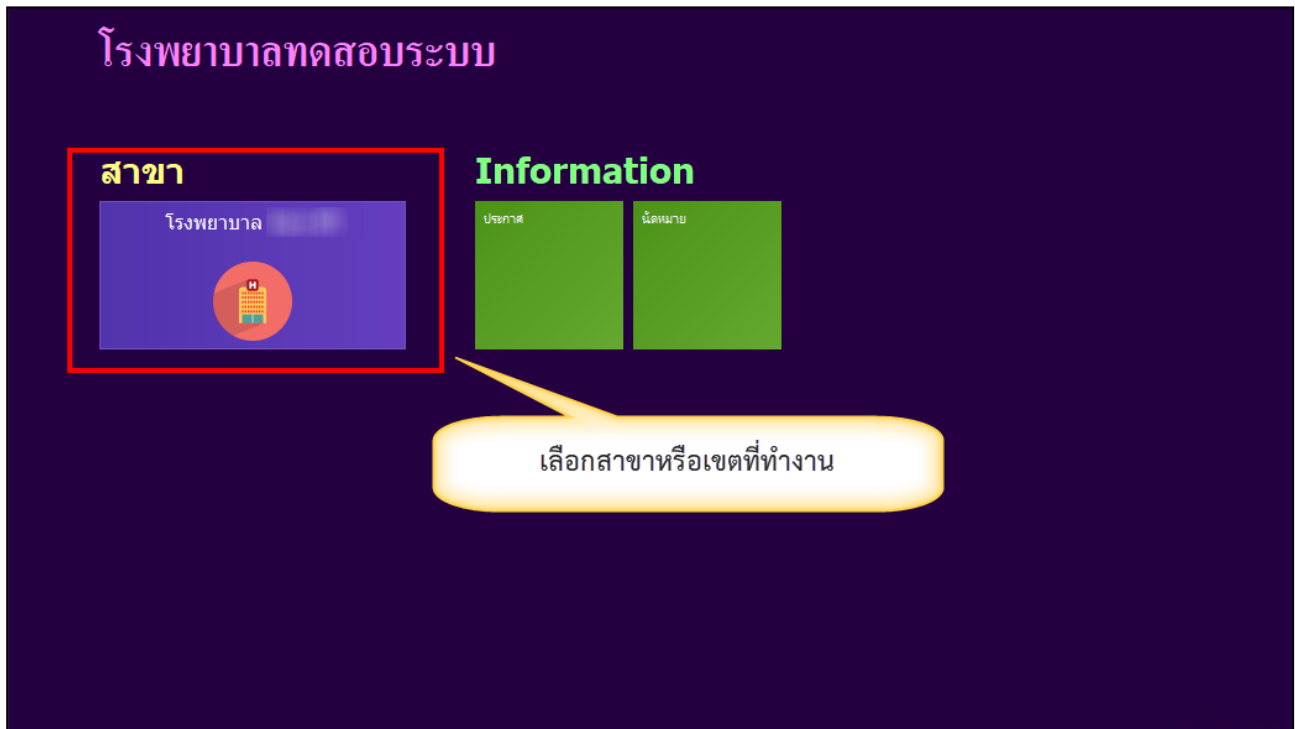 โรงพยาบาลทดสอบระบบ
สาขา
Information
โรงพยาบาล
ประกาศ
นัดหมาย
H
เลือกสาขาหรือเขตที่ทำงาน